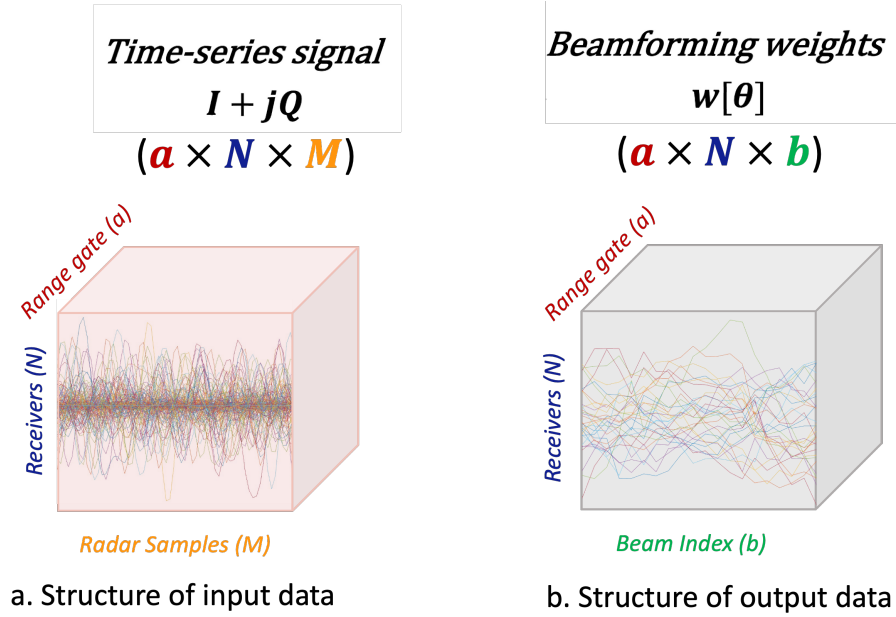 Time-series signal
I + jQ
(a × N × M)
Range gate (a)
Receivers (N)
Radar Samples (M)
a. Structure of input data
Beamforming weights
w[θ]
(a × N × b)
Range gate (a)
Receivers (N)
Beam Index (b)
b. Structure of output data